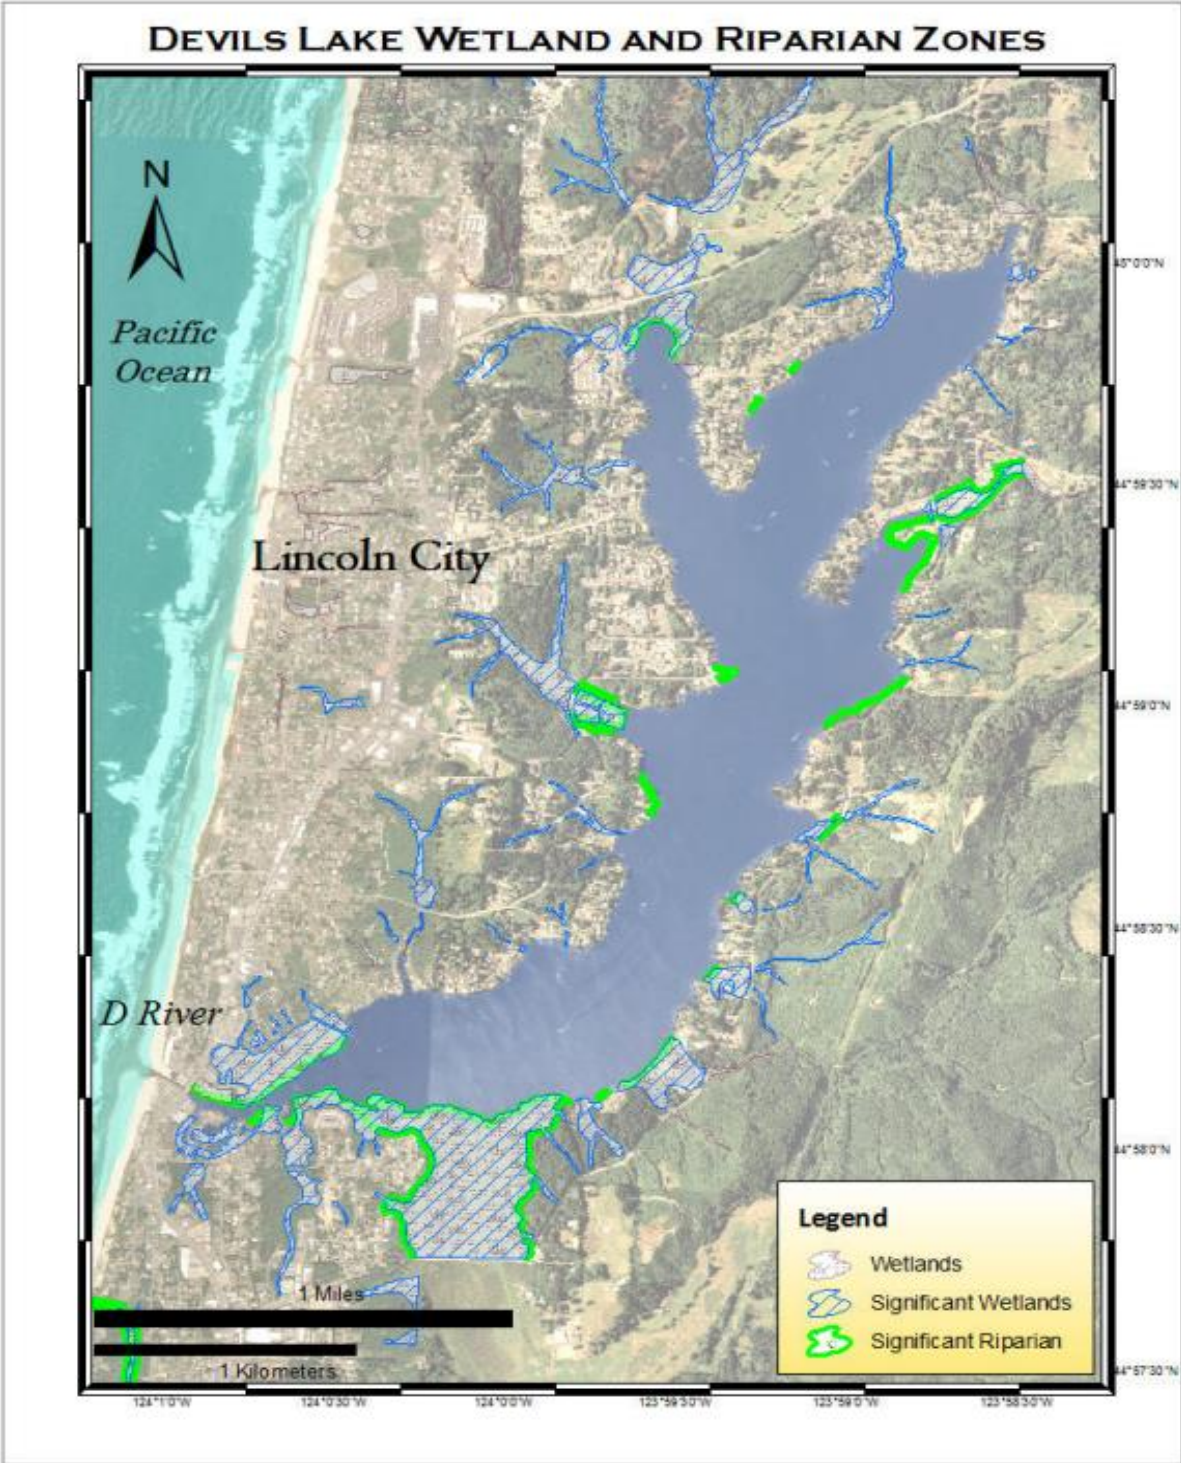 DEVILS LAKE WETLAND AND RIPARIAN ZONES
N
Pacific
Ocean
45°0'0"N
44°59'30"N
Lincoln City
44°59'0"N
44°58'30"N
D River
44°58'0"N
Legend
Wetlands
Significant Wetlands
Significant Riparian
1 Miles
1 Kilometers
44°57'30"N
124°1'0"W
124°0'30"W
124°0'0"W
123°59'30"W
123°59'0"W
123°58'30"W